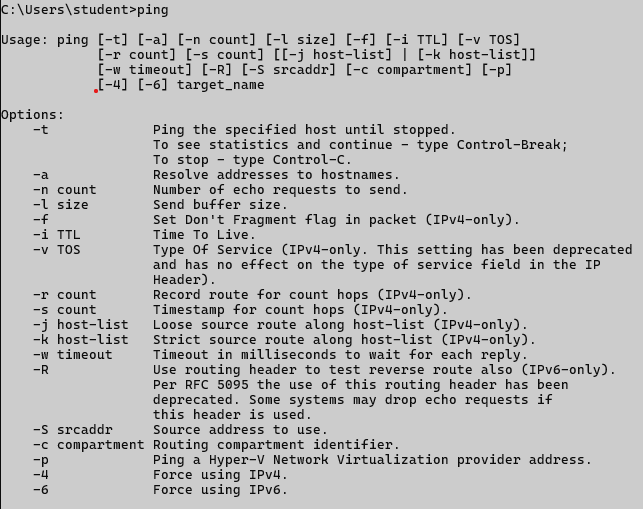 C:\Users\student>ping
Usage: ping [-t] [-a] [-n count] [-l size] [-f] [-i TTL] [-v TOS]
            [-r count] [-s count] [[-j host-list] | [-k host-list]]
            [-w timeout] [-R] [-S srcaddr] [-c compartment] [-p]
            [-4] [-6] target_name
Options:
    -t             Ping the specified host until stopped.
                   To see statistics and continue - type Control-Break;
                   To stop - type Control-C.
    -a             Resolve addresses to hostnames.
    -n count       Number of echo requests to send.
    -l size        Send buffer size.
    -f             Set Don't Fragment flag in packet (IPv4-only).
    -i TTL         Time To Live.
    -v TOS         Type Of Service (IPv4-only. This setting has been deprecated
                   and has no effect on the type of service field in the IP
                   Header).
    -r count       Record route for count hops (IPv4-only).
    -s count       Timestamp for count hops (IPv4-only).
    -j host-list   Loose source route along host-list (IPv4-only).
    -k host-list   Strict source route along host-list (IPv4-only).
    -w timeout     Timeout in milliseconds to wait for each reply.
    -R             Use routing header to test reverse route also (IPv6-only).
                   Per RFC 5095 the use of this routing header has been
                   deprecated. Some systems may drop echo requests if
                   this header is used.
    -S srcaddr     Source address to use.
    -c compartment Routing compartment identifier.
    -p             Ping a Hyper-V Network Virtualization provider address.
    -4             Force using IPv4.
    -6             Force using IPv6.